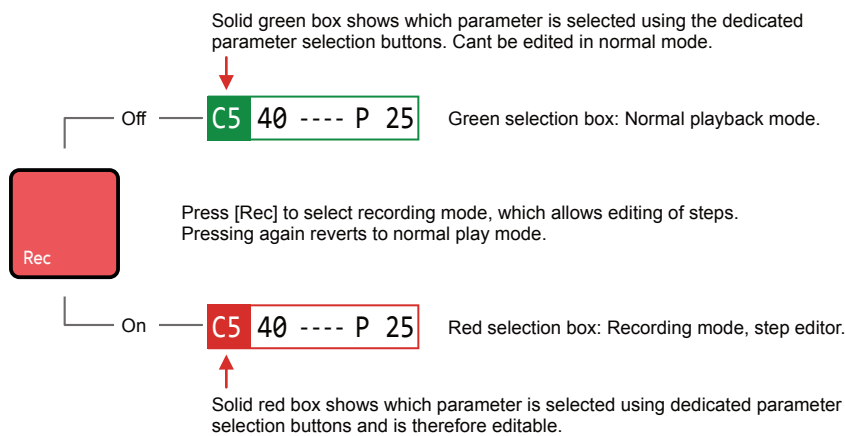 Solid green box shows which parameter is selected using the dedicated
parameter selection buttons. Cant be edited in normal mode.
Off
C5 40 ---- P 25
Green selection box: Normal playback mode.
Press [Rec] to select recording mode, which allows editing of steps.
Pressing again reverts to normal play mode.
Rec
On
C5 40 ---- P 25
Red selection box: Recording mode, step editor.
Solid red box shows which parameter is selected using dedicated parameter
selection buttons and is therefore editable.